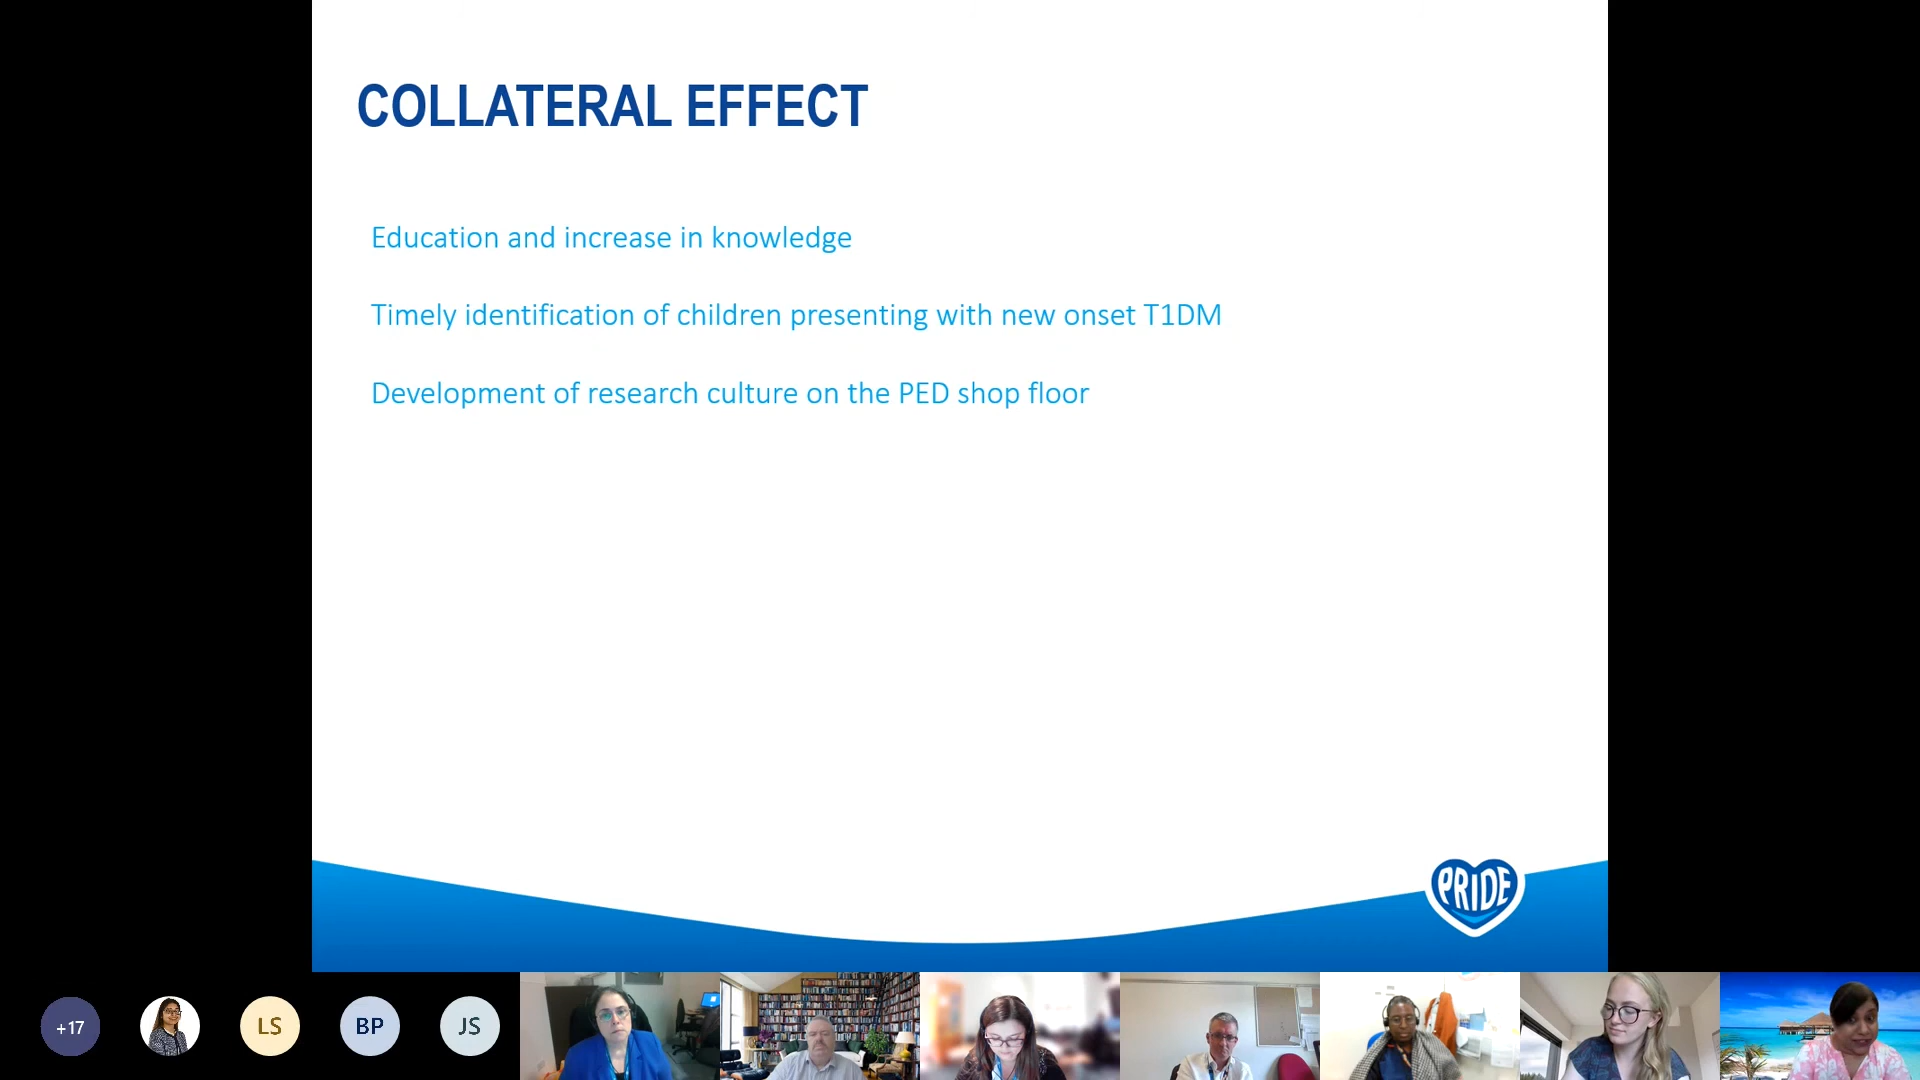 COLLATERAL EFFECT
Education and increase in knowledge
Timely identification of children presenting with new onset T1DM
Development of research culture on the PED shop floor
PRIDE
+17
LS
BP
JS